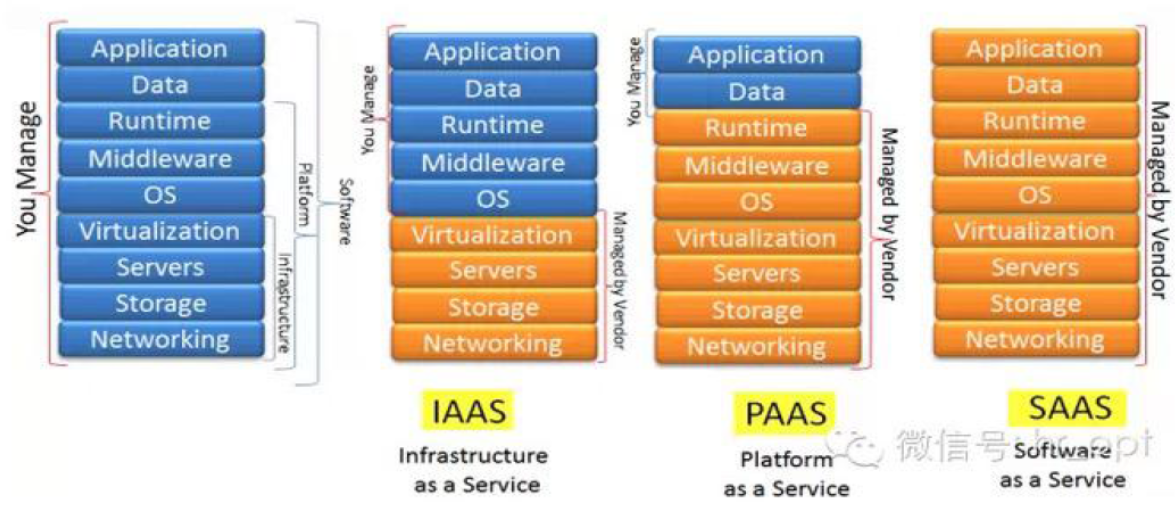 You Manage
Application
Data
Runtime
Middleware
OS
Virtualization
Servers
Storage
Networking
Infrastructure
Platform
Software
You Manage
Application
Data
Runtime
Middleware
OS
Virtualization
Servers
Storage
Networking
Managed by Vendor
IAAS
Infrastructure
as a Service
You Manage
Application
Data
Runtime
Middleware
OS
Virtualization
Servers
Storage
Networking
Managed by Vendor
PAAS
Platform
as a Service
Application
Data
Runtime
Middleware
OS
Virtualization
Servers
Storage
Networking
Managed by Vendor
SAAS
Software
as a Service
微信号: